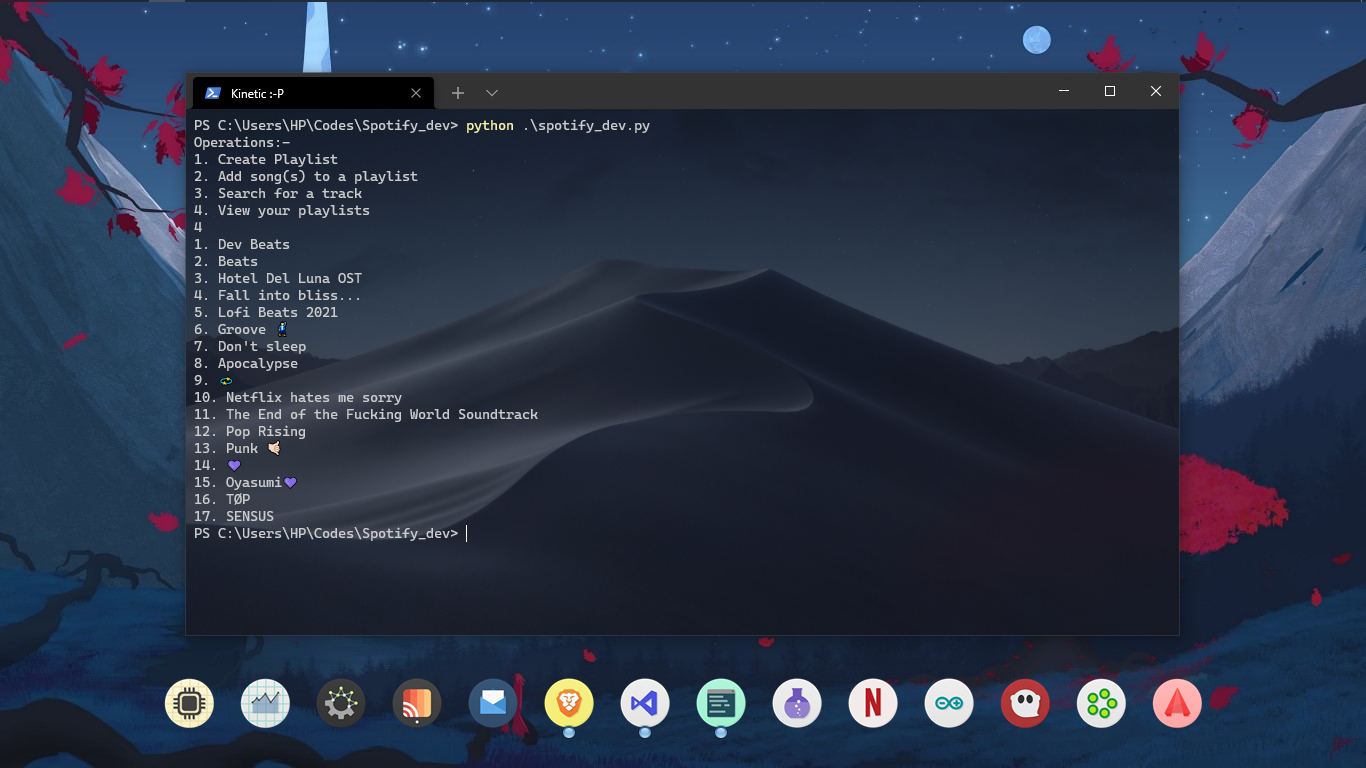 Kinetic :-P
PS C:\Users\HP\Codes\Spotify_dev> python .\spotify_dev.py
Operations:-
1. Create Playlist
2. Add song(s) to a playlist
3. Search for a track
4. View your playlists
4
1. Dev Beats
2. Beats
3. Hotel Del Luna OST
4. Fall into bliss...
5. Lofi Beats 2021
6. Groove 👖
7. Don't sleep
8. Apocalypse
9. 💫
10. Netflix hates me sorry
11. The End of the Fucking World Soundtrack
12. Pop Rising
13. Punk 🤙🏻
14. 💜
15. Oyasumi💜
16. TØP
17. SENSUS
PS C:\Users\HP\Codes\Spotify_dev>
N